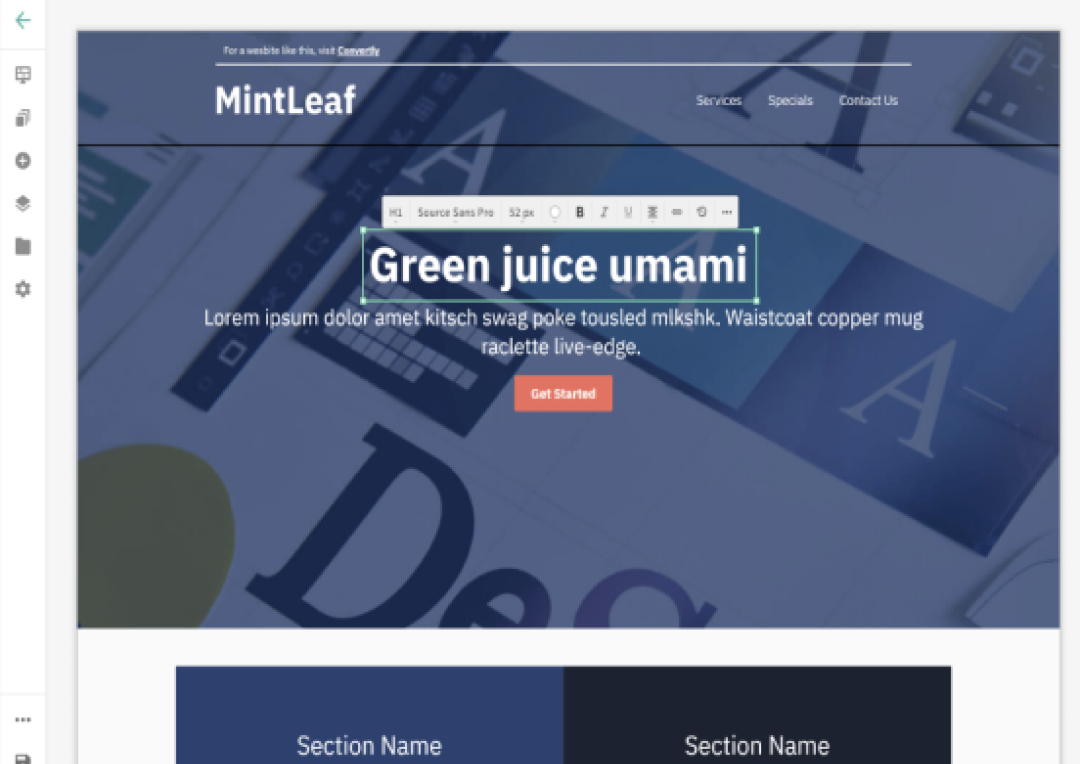 For a wesbite like this, visit Convertly
MintLeaf
Services Specials Contact Us
H1 Source Sans Pro 52 px B I U
Green juice umami
Lorem ipsum dolor amet kitsch swag poke tousled mlkshk. Waistcoat copper mug
raclette live-edge.
Get Started
A
A
A
De
Section Name Section Name